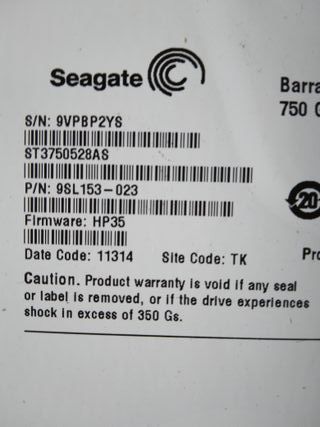 Seagate
Barra
750 G
S/N: 9VPBP2YS
ST3750528AS
P/N: 9SL153-023
20
Firmware: HP35
Date Code: 11314 Site Code: TK Pro
Caution. Product warranty is void if any seal
or label is removed, or if the drive experiences
shock in excess of 350 Gs.